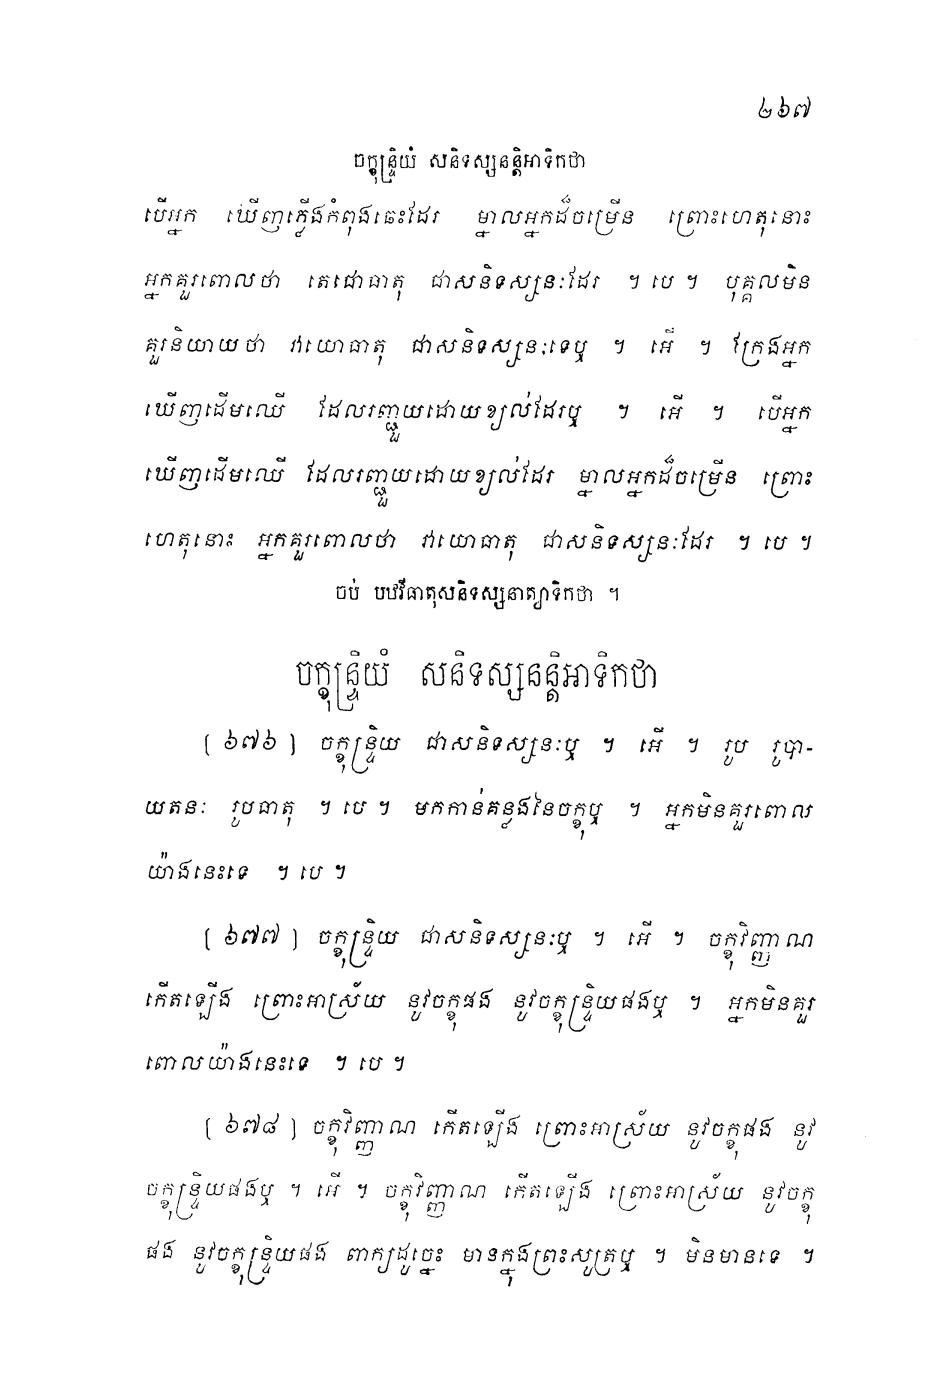 ២៦៧
ចក្ខុន្ទ្រិយំ សនិទស្សនន្តិអាទិកថា
បើអ្នក ឃើញភ្លើងកំពុងឆេះដែរ ម្នាលអ្នកដ៏ចម្រើន ព្រោះហេតុនោះ
អ្នកគួរពោលថា តេជោធាតុ ជាសនិទស្សនៈដែរ ។ បេ ។ បុគ្គលមិន
គួរនិយាយថា វាយោធាតុ ជាសនិទស្សនៈទេឬ ។ អើ ។ ក្រែងអ្នក
ឃើញដើមឈើ ដែលរញ្ជួយដោយខ្យល់ដែរឬ ។ អើ ។ បើអ្នក
ឃើញដើមឈើ ដែលរញ្ជួយដោយខ្យល់ដែរ ម្នាលអ្នកដ៏ចម្រើន ព្រោះ
ហេតុនោះ អ្នកគួរពោលថា វាយោធាតុ ជាសនិទស្សនៈដែរ ។ បេ ។
ចប់ បឋវីធាតុសនិទស្សនាត្យាទិកថា ។
ចក្ខុន្ទ្រិយំ សនិទស្សនន្តិអាទិកថា
[ ៦៧៦ ] ចក្ខុន្ទ្រិយ ជាសនិទស្សនៈឬ ។ អើ ។ រូប រូបា-
យតនៈ រូបធាតុ ។ បេ ។ មកកាន់គន្លងនៃចក្ខុឬ ។ អ្នកមិនគួរពោល
យ៉ាងនេះទេ ។ បេ ។
[ ៦៧៧ ] ចក្ខុន្ទ្រិយ ជាសនិទស្សនៈឬ ។ អើ ។ ចក្ខុវិញ្ញាណ
កើតឡើង ព្រោះអាស្រ័យ នូវចក្ខុផង នូវចក្ខុន្ទ្រិយផងឬ ។ អ្នកមិនគួរ
ពោលយ៉ាងនេះទេ ។ បេ ។
[ ៦៧៨ ] ចក្ខុវិញ្ញាណ កើតឡើង ព្រោះអាស្រ័យ នូវចក្ខុផង នូវ
ចក្ខុន្ទ្រិយផងឬ ។ អើ ។ ចក្ខុវិញ្ញាណ កើតឡើង ព្រោះអាស្រ័យ នូវចក្ខុ
ផង នូវចក្ខុន្ទ្រិយផង ពាក្យដូច្នេះ មានក្នុងព្រះសូត្រឬ ។ មិនមានទេ ។